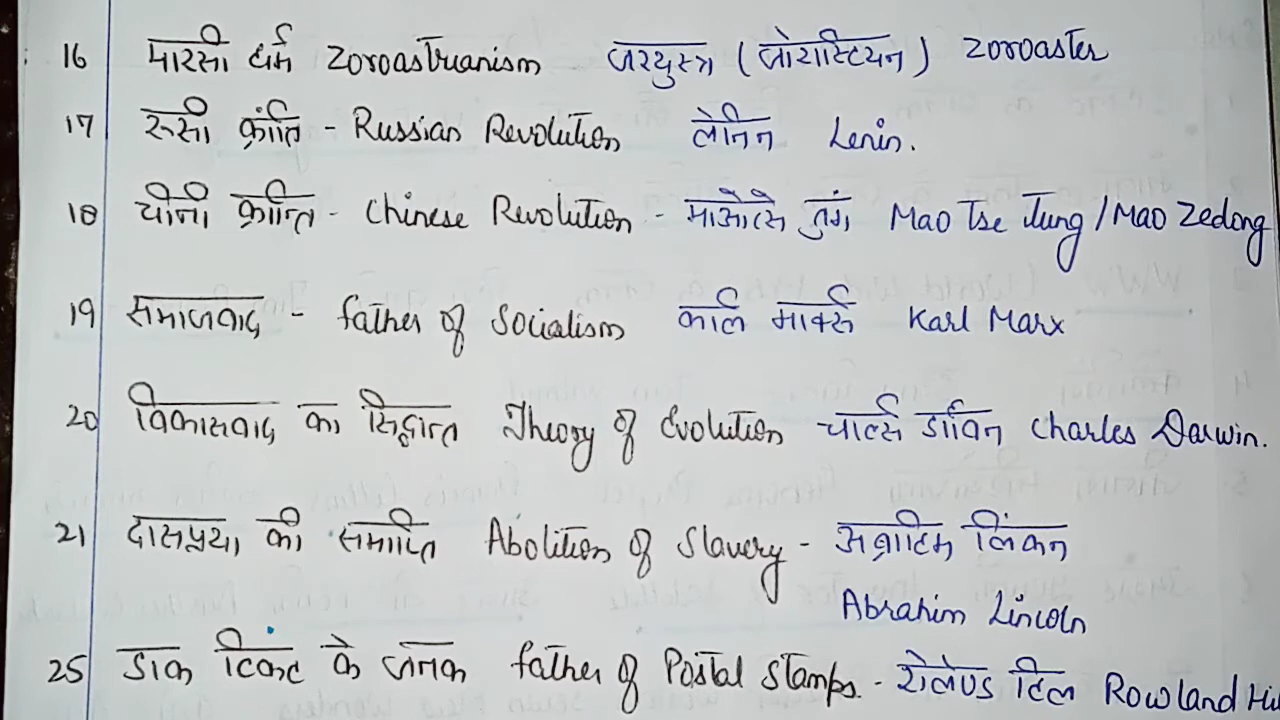 16 पारसी धर्म Zoroastrianism जरथुस्त्र (जोरास्टियन) Zoroaster
17 रूसी क्रांति - Russian Revolution लेनिन Lenin.
18 चीनी क्रान्ति - Chinese Revolution - माओत्से तुंग Mao Tse Tung / Mao Zedong
19 समाजवाद - father of Socialism कार्ल मार्क्स Karl Marx
20 विकासवाद का सिद्धान्त Theory of Evolution चार्ल्स डार्विन Charles Darwin.
21 दासप्रथा की समाप्ति Abolition of Slavery - अब्राहिम लिंकन
Abrahim Lincoln
25 डाक टिकट के जनक father of Postal Stamps. - रोलेण्ड हिल Rowland Hi